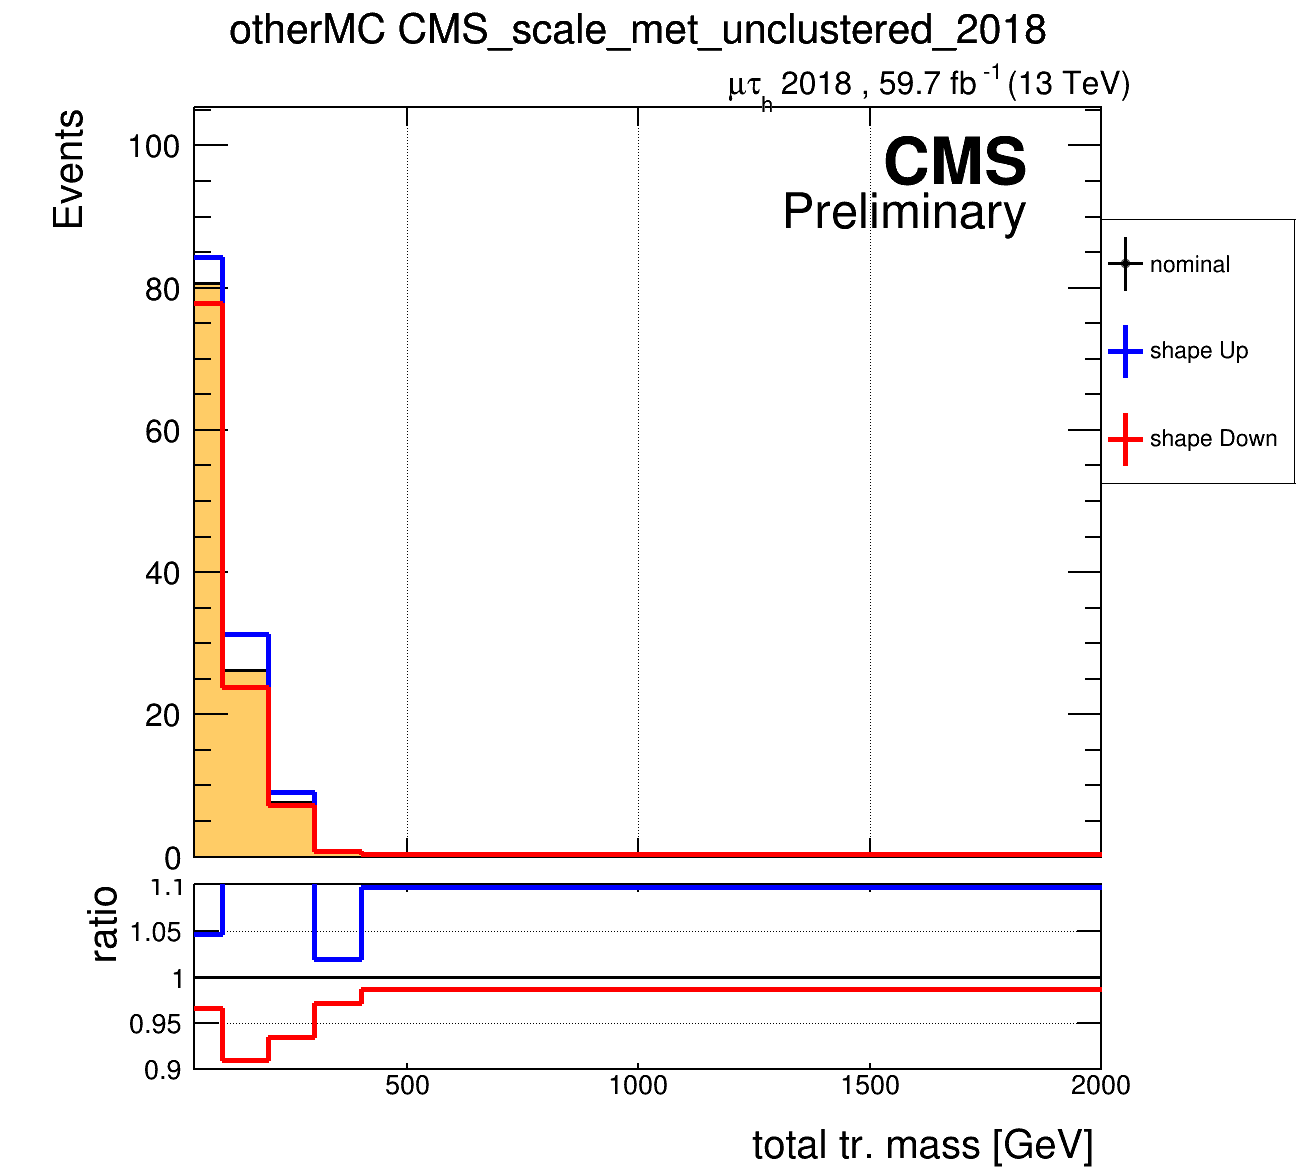 otherMC CMS_scale_met_unclustered_2018
μτh 2018 , 59.7 fb-1 (13 TeV)
Events
100
80
60
40
20
0
CMS
Preliminary
nominal
shape Up
shape Down
ratio
1.1
1.05
1
0.95
0.9
500 1000 1500 2000
total tr. mass [GeV]